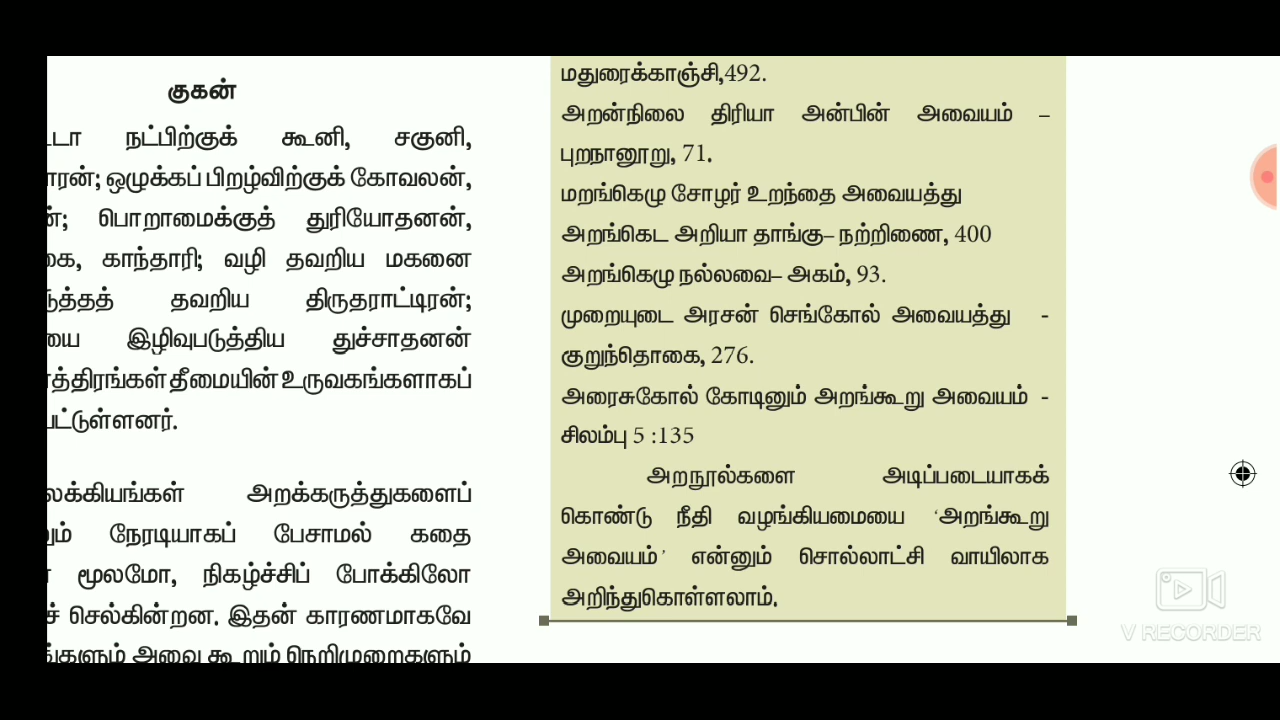 குகன்
நட்பிற்குக் கூனி, சகுனி,
ஒழுக்கப் பிறழ்விற்குக் கோவலன்,
பொறாமைக்குத் துரியோதனன்,
காந்தாரி; வழி தவறிய மகனை
தவறிய திருதராட்டிரன்;
இழிவுபடுத்திய துச்சாதனன்
தீமையின் உருவகங்களாகப்
அறக்கருத்துகளைப்
நேரடியாகப் பேசாமல் கதை
மூலமோ, நிகழ்ச்சிப் போக்கிலோ
செல்கின்றன. இதன் காரணமாகவே
அவை கூறும் நெறிமுறைகளும்
மதுரைக்காஞ்சி,492.
அறன்நிலை திரியா அன்பின் அவையம் –
புறநானூறு, 71.
மறங்கெழு சோழர் உறந்தை அவையத்து
அறங்கெட அறியா தாங்கு– நற்றிணை, 400
அறங்கெழு நல்லவை– அகம், 93.
முறையுடை அரசன் செங்கோல் அவையத்து -
குறுந்தொகை, 276.
அரைசுகோல் கோடினும் அறங்கூறு அவையம் -
சிலம்பு 5 :135
அறநூல்களை அடிப்படையாகக்
கொண்டு நீதி வழங்கியமையை ‘அறங்கூறு
அவையம்’ என்னும் சொல்லாட்சி வாயிலாக
அறிந்துகொள்ளலாம்.
V RECORDER